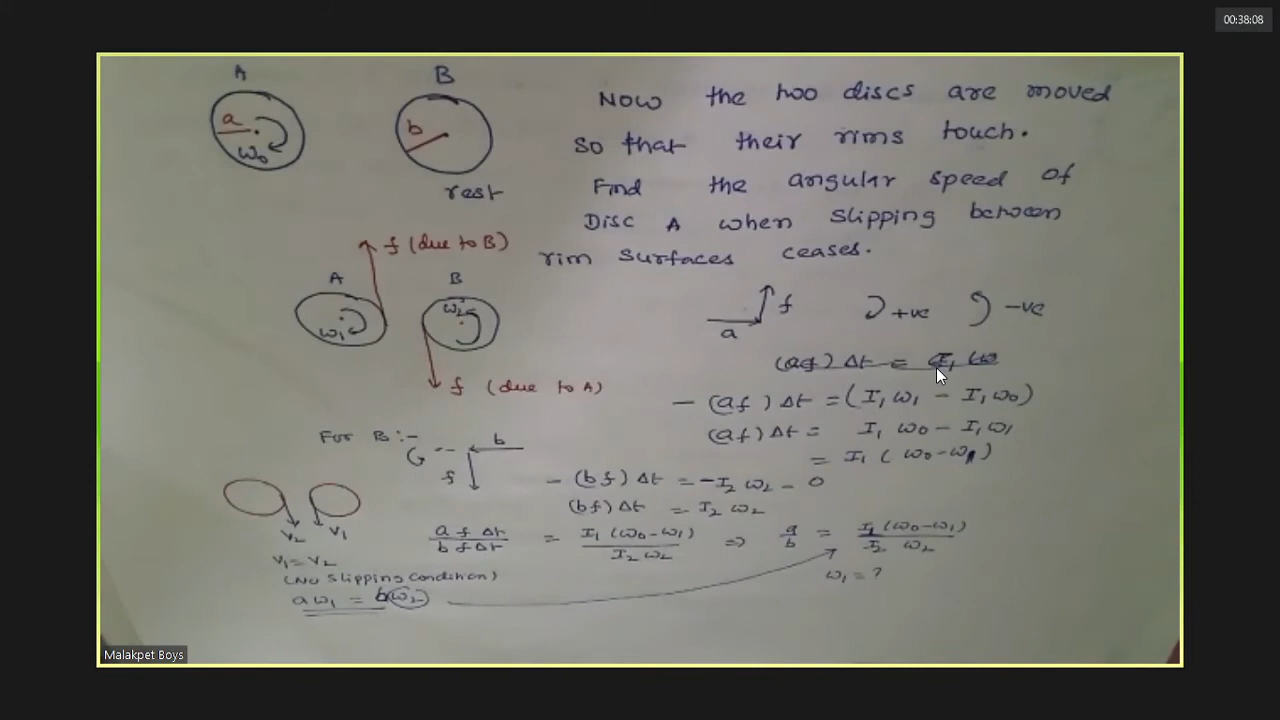 00:38:08
A
B
a
ω₀
b
rest
Now the two discs are moved
so that their rims touch.
Find the angular speed of
Disc A when slipping between
rim surfaces ceases.
f (due to B)
A
B
ω₁
ω₂
f (due to A)
f
a
+ve
-ve
(af) Δt = I₁ ω
- (af) Δt = (I₁ω₁ - I₁ω₀)
(af) Δt = I₁ ω₀ - I₁ω₁
= I₁ (ω₀-ω₁)
For B :-
b
f
- (bf) Δt = -I₂ ω₂ - 0
(bf) Δt = I₂ ω₂
v₂ v₁
a f Δt / b f Δt = I₁ (ω₀-ω₁) / I₂ ω₂ ⇒ a / b = I₁ (ω₀-ω₁) / I₂ ω₂
v₁ = v₂
(No slipping condition)
ω₁ = ?
a ω₁ = b ω₂
Malakpet Boys